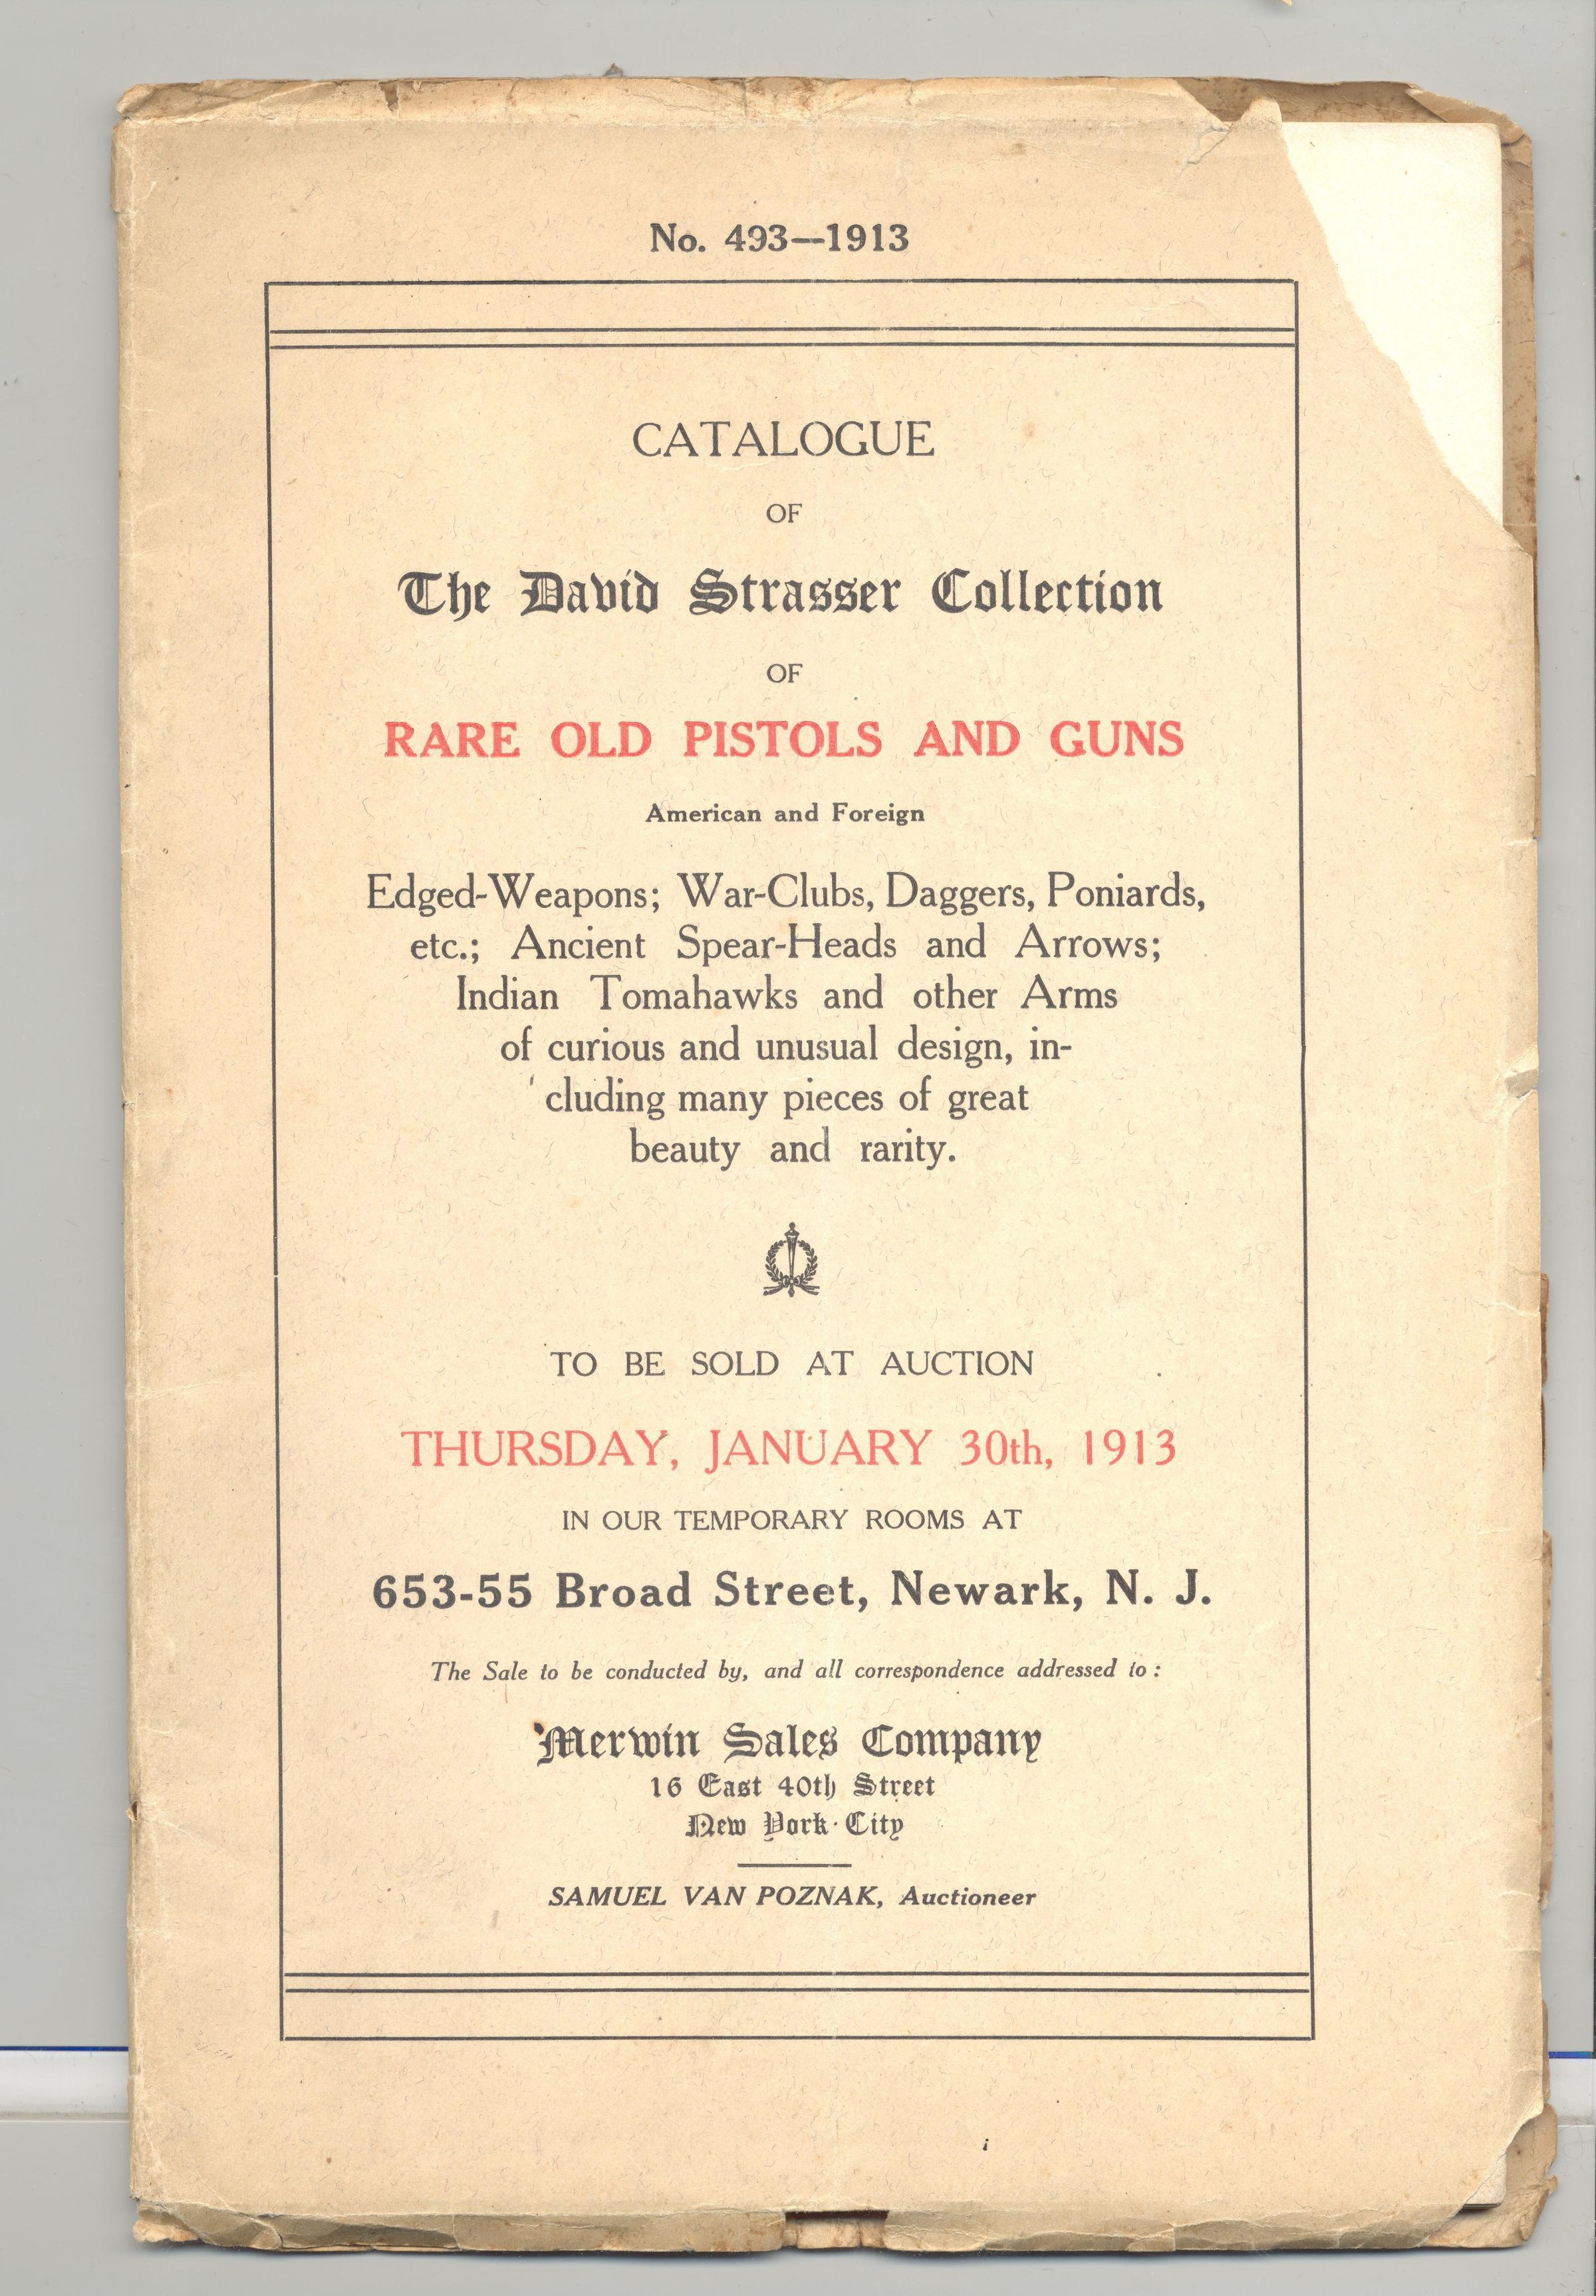 No. 493—1913
CATALOGUE
OF
The David Strasser Collection
OF
RARE OLD PISTOLS AND GUNS
American and Foreign
Edged-Weapons; War-Clubs, Daggers, Poniards,
etc.; Ancient Spear-Heads and Arrows;
Indian Tomahawks and other Arms
of curious and unusual design, in-
cluding many pieces of great
beauty and rarity.
TO BE SOLD AT AUCTION
THURSDAY, JANUARY 30th, 1913
IN OUR TEMPORARY ROOMS AT
653-55 Broad Street, Newark, N. J.
The Sale to be conducted by, and all correspondence addressed to:
Merwin Sales Company
16 East 40th Street
New York City
SAMUEL VAN POZNAK, Auctioneer